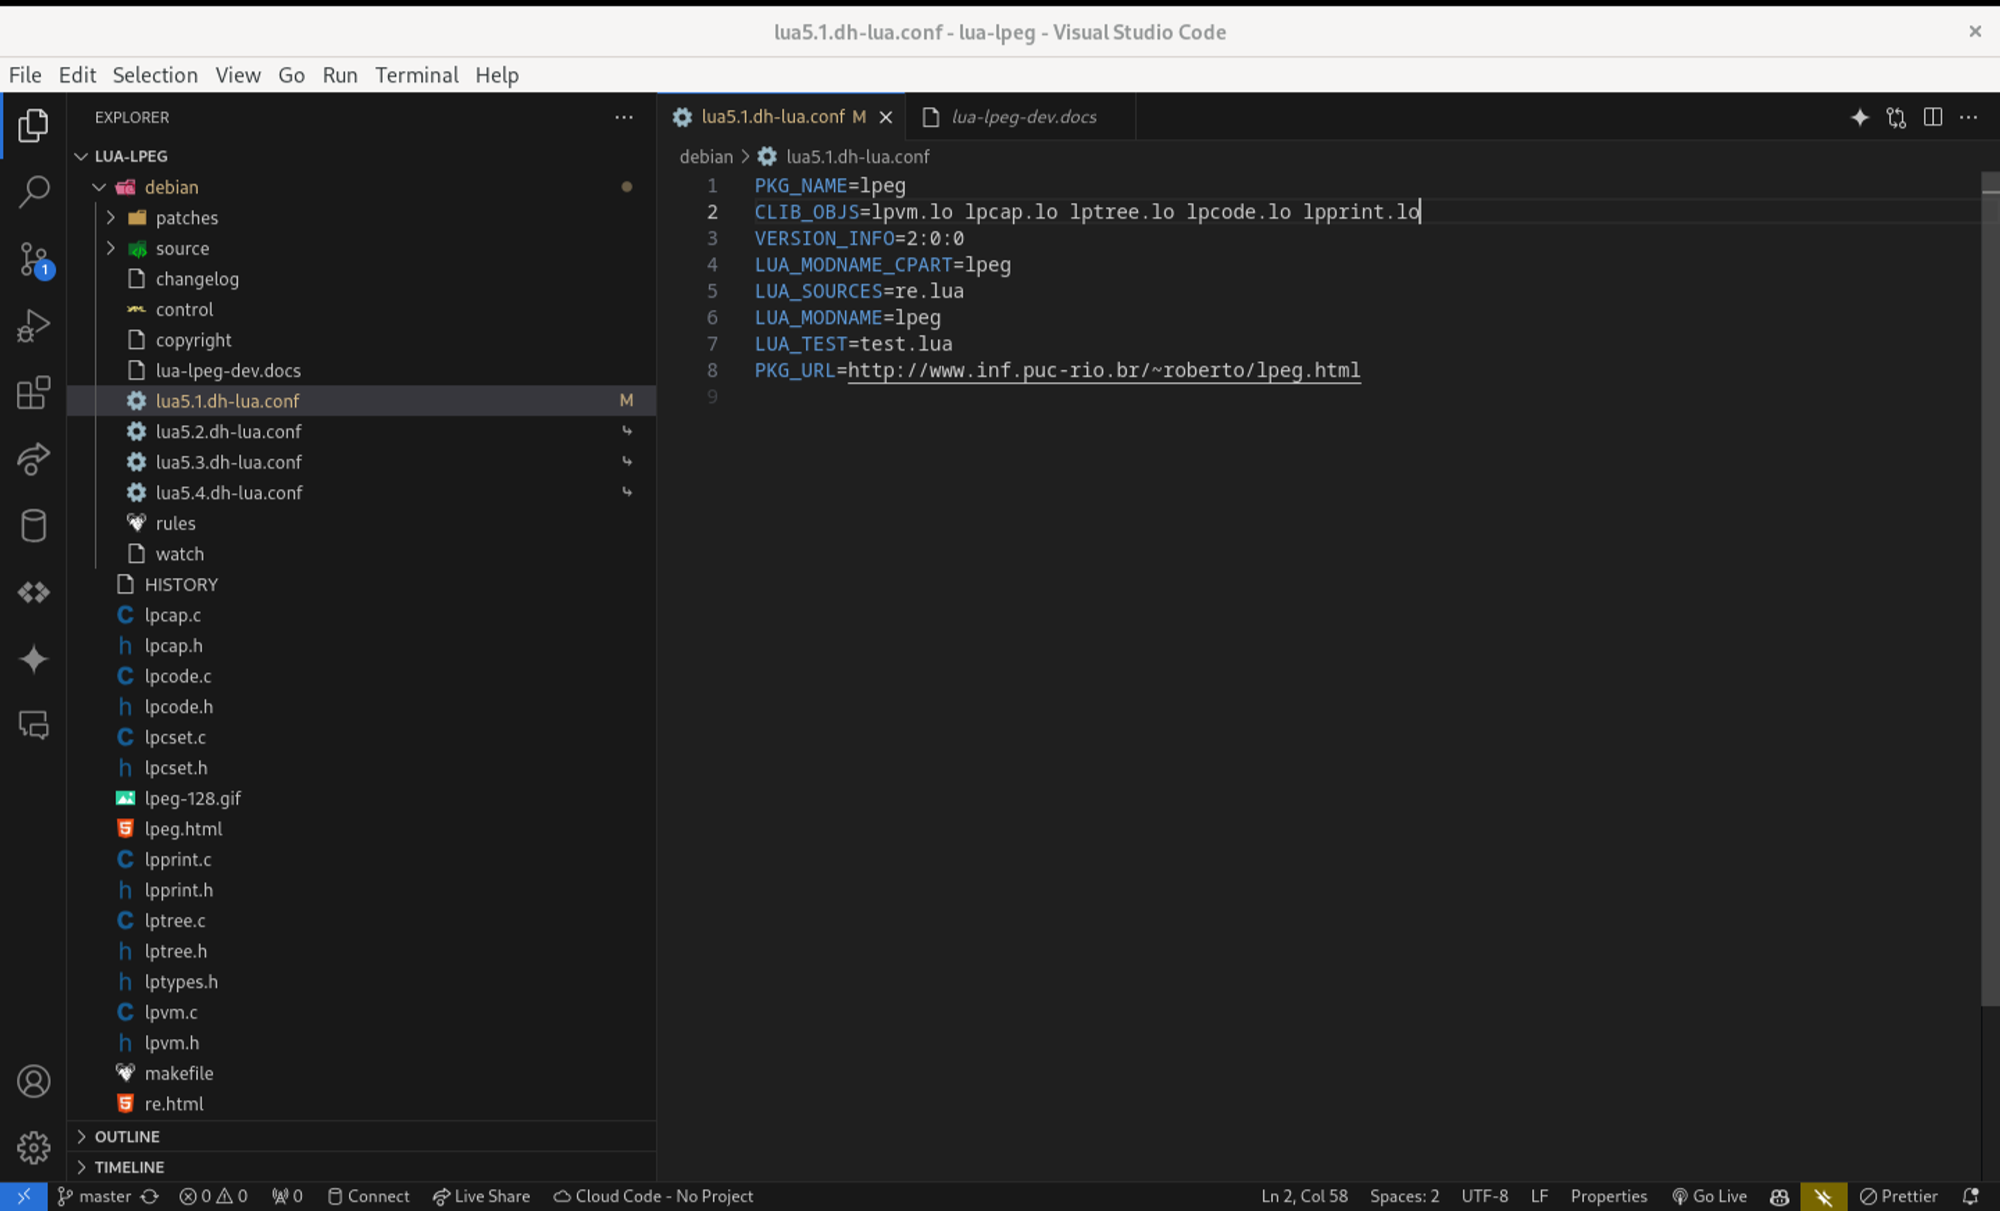 lua5.1.dh-lua.conf - lua-lpeg - Visual Studio Code
File Edit Selection View Go Run Terminal Help
EXPLORER
LUA-LPEG
debian
patches
source
changelog
control
copyright
lua-lpeg-dev.docs
lua5.1.dh-lua.conf M
lua5.2.dh-lua.conf
lua5.3.dh-lua.conf
lua5.4.dh-lua.conf
rules
watch
HISTORY
lpcap.c
lpcap.h
lpcode.c
lpcode.h
lpcset.c
lpcset.h
lpeg-128.gif
lpeg.html
lpprint.c
lpprint.h
lptree.c
lptree.h
lptypes.h
lpvm.c
lpvm.h
makefile
re.html
OUTLINE
TIMELINE
1
lua5.1.dh-lua.conf M
lua-lpeg-dev.docs
debian > lua5.1.dh-lua.conf
1 PKG_NAME=lpeg
2 CLIB_OBJS=lpvm.lo lpcap.lo lptree.lo lpcode.lo lpprint.lo
3 VERSION_INFO=2:0:0
4 LUA_MODNAME_CPART=lpeg
5 LUA_SOURCES=re.lua
6 LUA_MODNAME=lpeg
7 LUA_TEST=test.lua
8 PKG_URL=http://www.inf.puc-rio.br/~roberto/lpeg.html
9
master 0 0 0 Connect Live Share Cloud Code - No Project Ln 2, Col 58 Spaces: 2 UTF-8 LF Properties Go Live Prettier